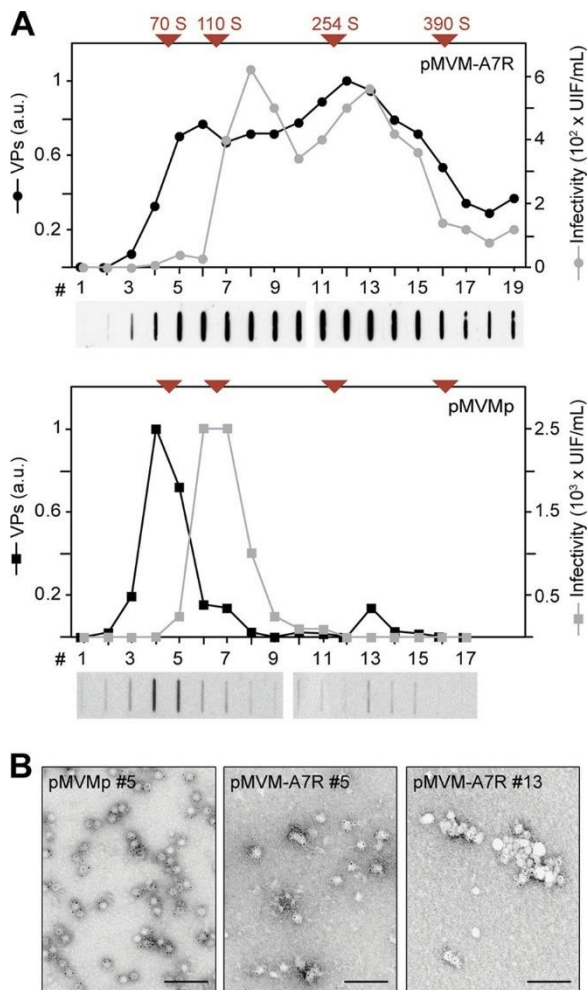 A
70 S 110 S 254 S 390 S
pMVM-A7R
VPs (a.u.)
1
0.6
0.2
Infectivity (10² x UIF/mL)
6
4
2
0
# 1 3 5 7 9 11 13 15 17 19
pMVMp
VPs (a.u.)
1
0.6
0.2
Infectivity (10³ x UIF/mL)
2.5
1.5
0.5
# 1 3 5 7 9 11 13 15 17
B
pMVMp #5 pMVM-A7R #5 pMVM-A7R #13